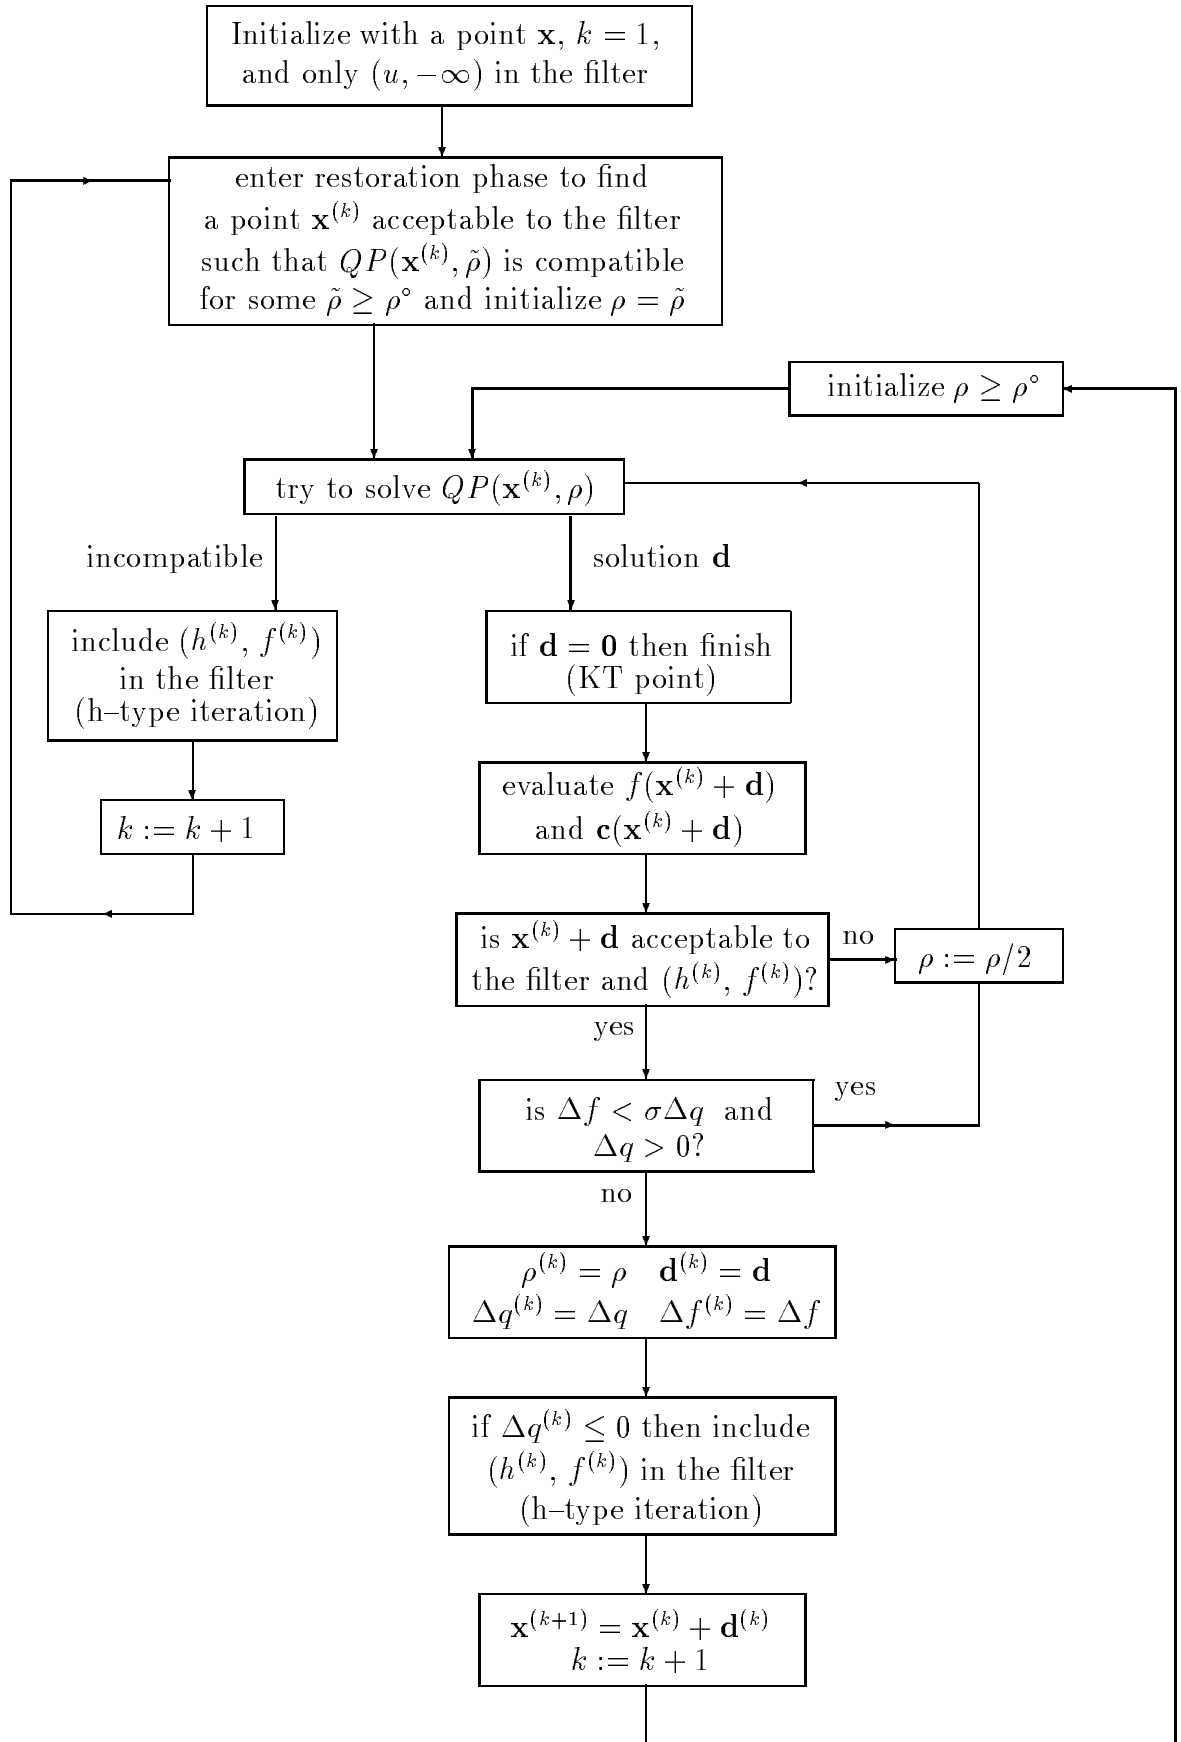 Initialize with a point x, k = 1,
and only (u, −∞) in the filter
enter restoration phase to find
a point x^(k) acceptable to the filter
such that QP(x^(k), ρ̃) is compatible
for some ρ̃ ≥ ρ° and initialize ρ = ρ̃
initialize ρ ≥ ρ°
try to solve QP(x^(k), ρ)
incompatible
solution d
include (h^(k), f^(k))
in the filter
(h–type iteration)
k := k + 1
if d = 0 then finish
(KT point)
evaluate f(x^(k) + d)
and c(x^(k) + d)
is x^(k) + d acceptable to
the filter and (h^(k), f^(k))?
no
ρ := ρ/2
yes
is Δf < σΔq and
Δq > 0?
yes
no
ρ^(k) = ρ d^(k) = d
Δq^(k) = Δq Δf^(k) = Δf
if Δq^(k) ≤ 0 then include
(h^(k), f^(k)) in the filter
(h–type iteration)
x^(k+1) = x^(k) + d^(k)
k := k + 1